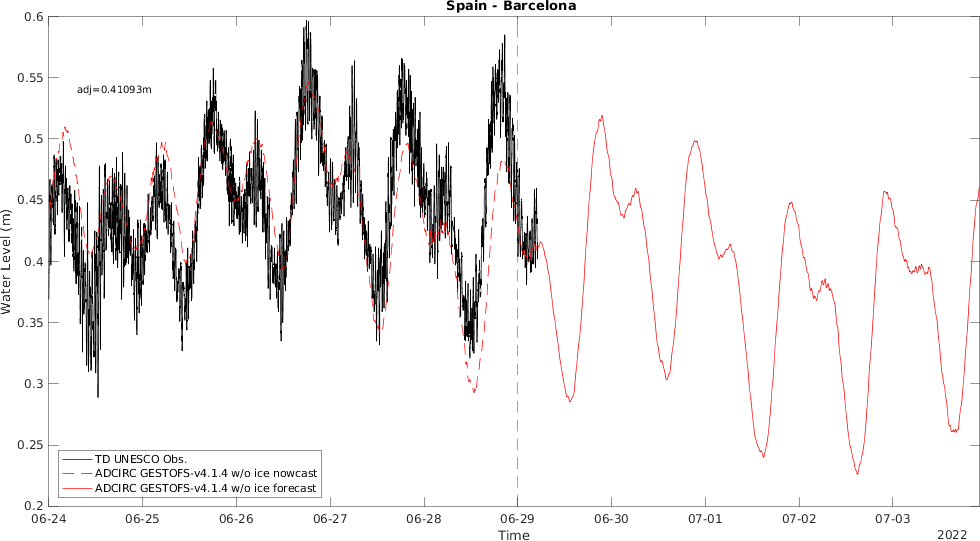 Spain - Barcelona
Water Level (m)
0.6
0.55
0.5
0.45
0.4
0.35
0.3
0.25
0.2
adj=0.41093m
TD UNESCO Obs.
ADCIRC GESTOFS-v4.1.4 w/o ice nowcast
ADCIRC GESTOFS-v4.1.4 w/o ice forecast
06-24 06-25 06-26 06-27 06-28 06-29 06-30 07-01 07-02 07-03
Time
2022